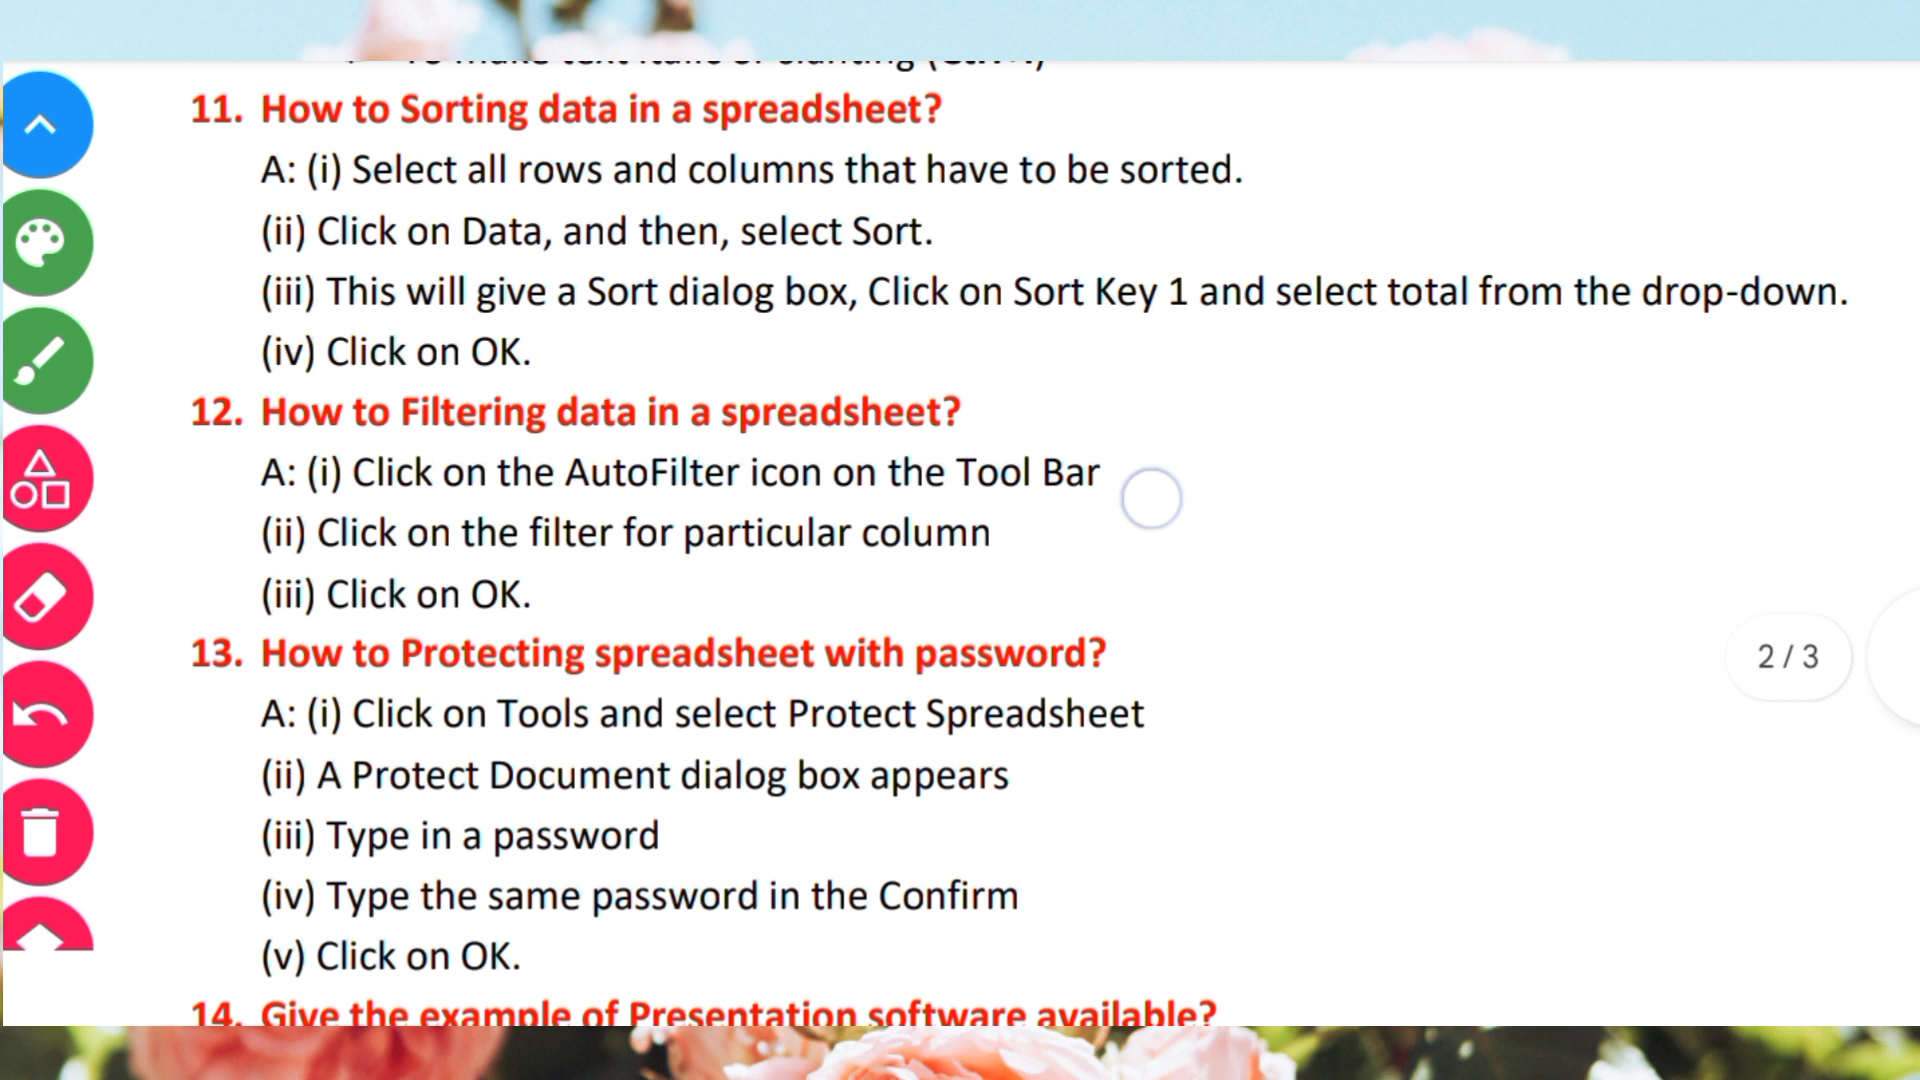 11. How to Sorting data in a spreadsheet?
A: (i) Select all rows and columns that have to be sorted.
(ii) Click on Data, and then, select Sort.
(iii) This will give a Sort dialog box, Click on Sort Key 1 and select total from the drop-down.
(iv) Click on OK.
12. How to Filtering data in a spreadsheet?
A: (i) Click on the AutoFilter icon on the Tool Bar
(ii) Click on the filter for particular column
(iii) Click on OK.
2 / 3
13. How to Protecting spreadsheet with password?
A: (i) Click on Tools and select Protect Spreadsheet
(ii) A Protect Document dialog box appears
(iii) Type in a password
(iv) Type the same password in the Confirm
(v) Click on OK.
14. Give the example of Presentation software available?